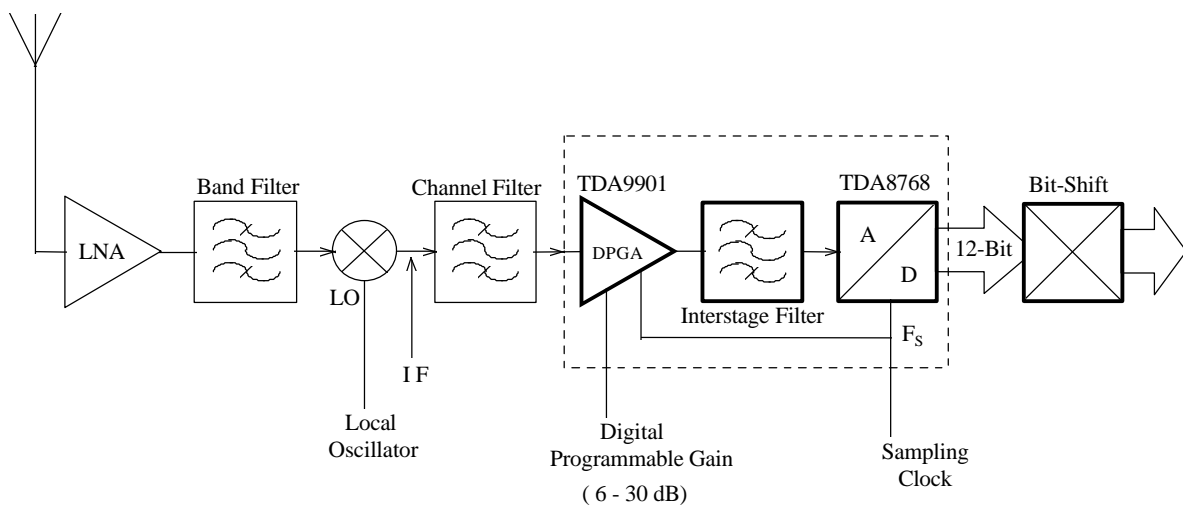 TDA9901
TDA8768
Bit-Shift
Band Filter
Channel Filter
LNA
DPGA
A
D
12-Bit
LO
Interstage Filter
FS
I F
Local
Oscillator
Digital
Programmable Gain
( 6 - 30 dB)
Sampling
Clock